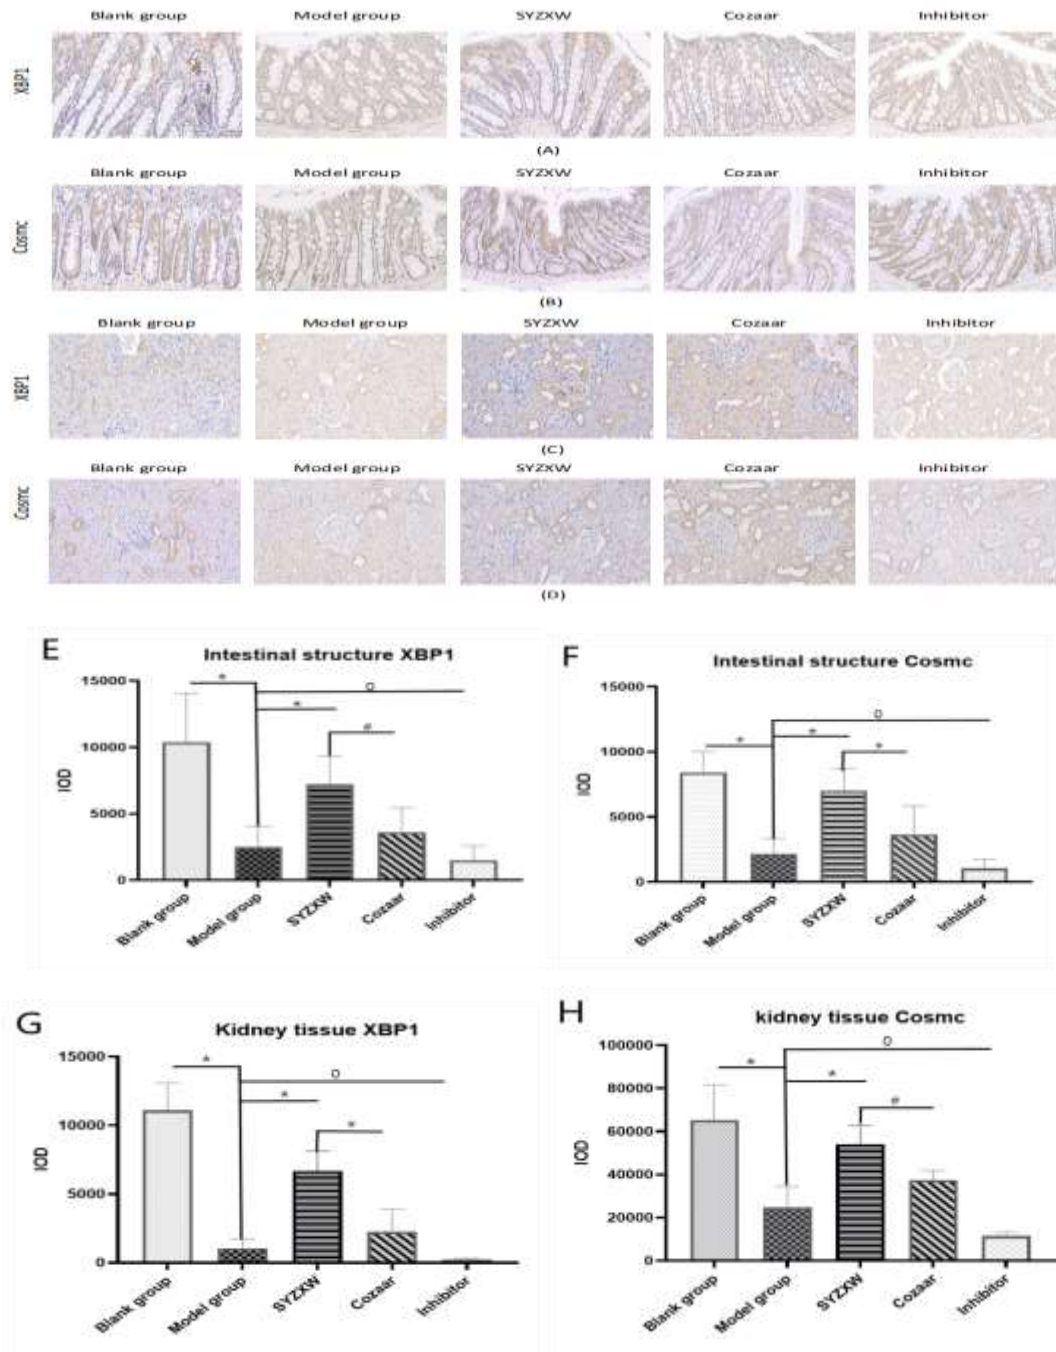 Blank group Model group SYZXW Cozaar Inhibitor
XBP1
(A)
Blank group Model group SYZXW Cozaar Inhibitor
Cosmc
(B)
Blank group Model group SYZXW Cozaar Inhibitor
XBP1
(C)
Blank group Model group SYZXW Cozaar Inhibitor
Cosmc
(D)
E
Intestinal structure XBP1
15000
10000
5000
0
IOD
* O
*
#
Blank group Model group SYZXW Cozaar Inhibitor
F
Intestinal structure Cosmc
15000
10000
5000
0
IOD
O
* *
*
Blank group Model group SYZXW Cozaar Inhibitor
G
Kidney tissue XBP1
15000
10000
5000
0
IOD
* O
*
*
Blank group Model group SYZXW Cozaar Inhibitor
H
kidney tissue Cosmc
100000
80000
60000
40000
20000
0
IOD
O
* *
#
Blank group Model group SYZXW Cozaar Inhibitor